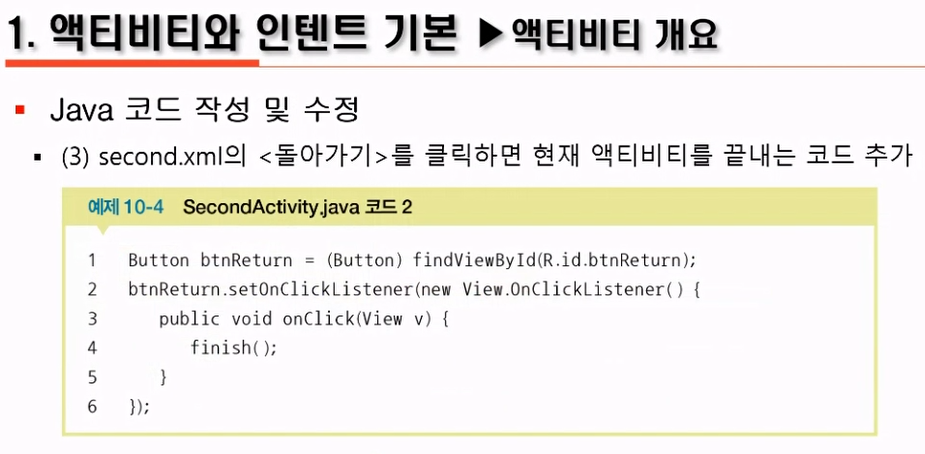 1. 액티비티와 인텐트 기본 ▶액티비티 개요
▪ Java 코드 작성 및 수정
▪ (3) second.xml의 <돌아가기>를 클릭하면 현재 액티비티를 끝내는 코드 추가
예제 10-4 SecondActivity.java 코드 2
1 Button btnReturn = (Button) findViewById(R.id.btnReturn);
2 btnReturn.setOnClickListener(new View.OnClickListener() {
3 public void onClick(View v) {
4 finish();
5 }
6 });